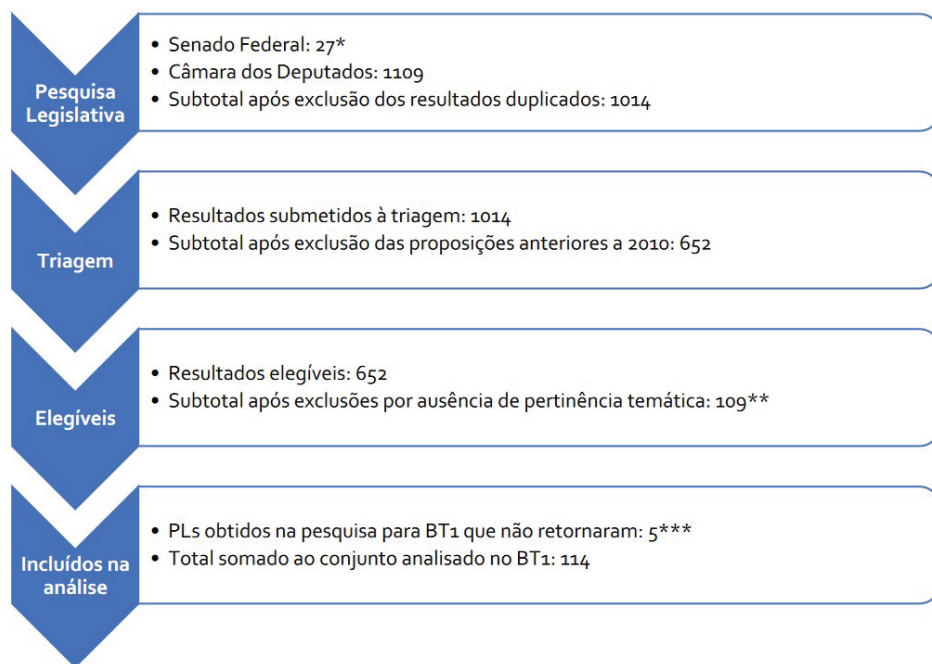 Pesquisa
Legislativa
• Senado Federal: 27*
• Câmara dos Deputados: 1109
• Subtotal após exclusão dos resultados duplicados: 1014
Triagem
• Resultados submetidos à triagem: 1014
• Subtotal após exclusão das proposições anteriores a 2010: 652
Elegíveis
• Resultados elegíveis: 652
• Subtotal após exclusões por ausência de pertinência temática: 109**
Incluídos na
análise
• PLs obtidos na pesquisa para BT1 que não retornaram: 5***
• Total somado ao conjunto analisado no BT1: 114